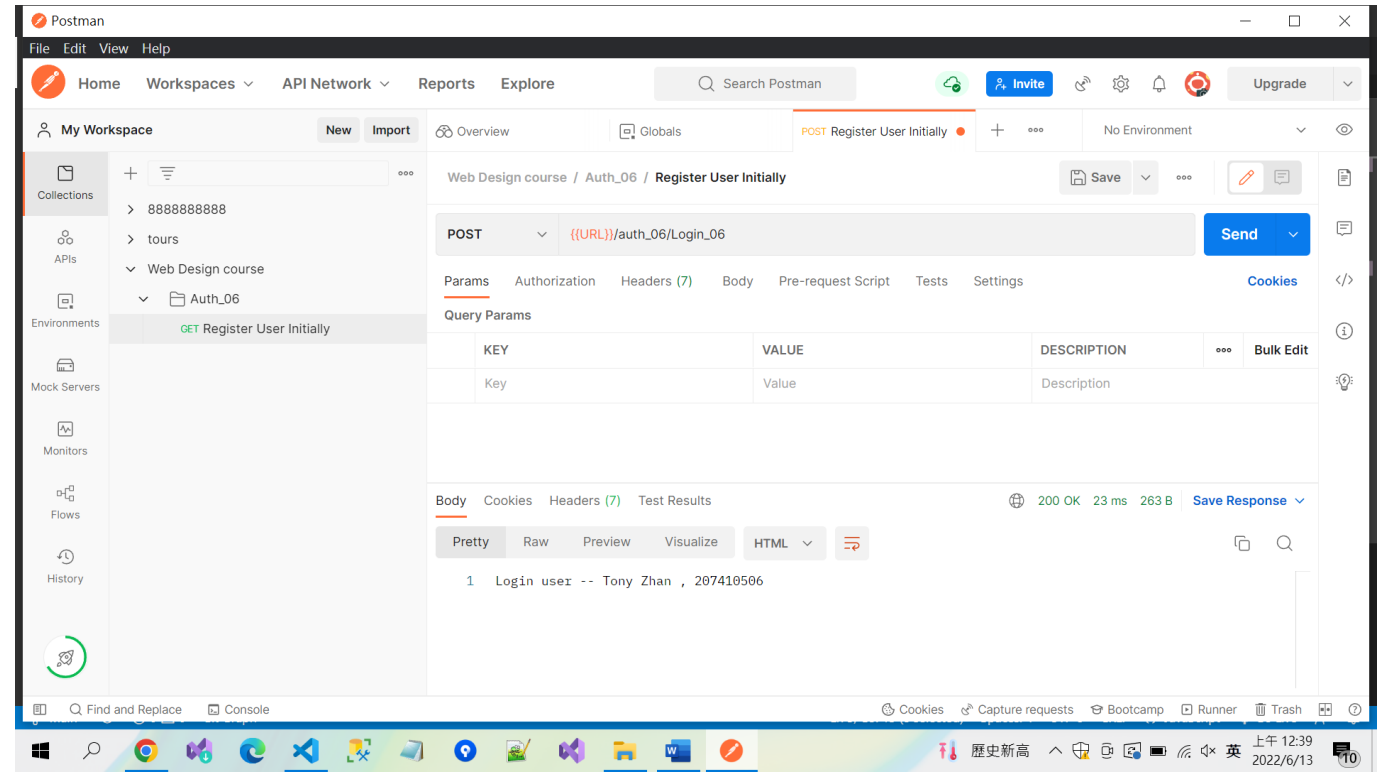 Postman
File Edit View Help
Home Workspaces API Network Reports Explore Search Postman Invite Upgrade
My Workspace New Import Overview Globals POST Register User Initially No Environment
Collections
8888888888
tours
Web Design course
Auth_06
GET Register User Initially
APIs
Environments
Mock Servers
Monitors
Flows
History
Web Design course / Auth_06 / Register User Initially Save
POST {{URL}}/auth_06/Login_06 Send
Params Authorization Headers (7) Body Pre-request Script Tests Settings Cookies
Query Params
KEY VALUE DESCRIPTION Bulk Edit
Key Value Description
Body Cookies Headers (7) Test Results 200 OK 23 ms 263 B Save Response
Pretty Raw Preview Visualize HTML
1 Login user -- Tony Zhan , 207410506
Find and Replace Console Cookies Capture requests Bootcamp Runner Trash
歷史新高 英 上午 12:39
2022/6/13 10